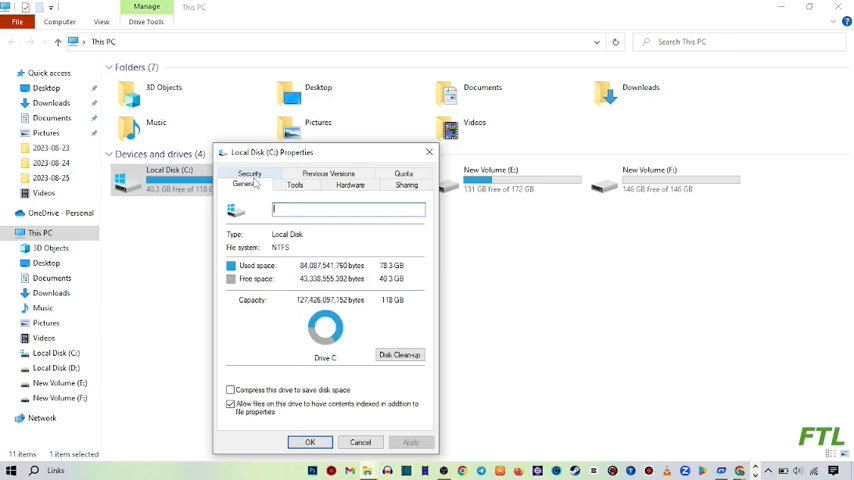 Manage
This PC
File
Computer
View
Drive Tools
This PC
Search This PC
Quick access
Desktop
Downloads
Documents
Pictures
2023-08-23
2023-08-24
2023-08-25
Videos
OneDrive - Personal
This PC
3D Objects
Desktop
Documents
Downloads
Music
Pictures
Videos
Local Disk (C:)
Local Disk (D:)
New Volume (E:)
New Volume (F:)
Network
Folders (7)
3D Objects
Desktop
Documents
Downloads
Music
Pictures
Videos
Devices and drives (4)
Local Disk (C:)
40.3 GB free of 118 G
New Volume (E:)
131 GB free of 172 GB
New Volume (F:)
146 GB free of 146 GB
Local Disk (C:) Properties
Security
Previous Versions
Quota
General
Tools
Hardware
Sharing
Type:
Local Disk
File system:
NTFS
Used space:
84,087,541,760 bytes
78.3 GB
Free space:
43,338,555,392 bytes
40.3 GB
Capacity:
127,426,097,152 bytes
118 GB
Drive C:
Disk Clean-up
Compress this drive to save disk space
Allow files on this drive to have contents indexed in addition to
file properties
OK
Cancel
Apply
FTL
11 items
1 item selected
Links